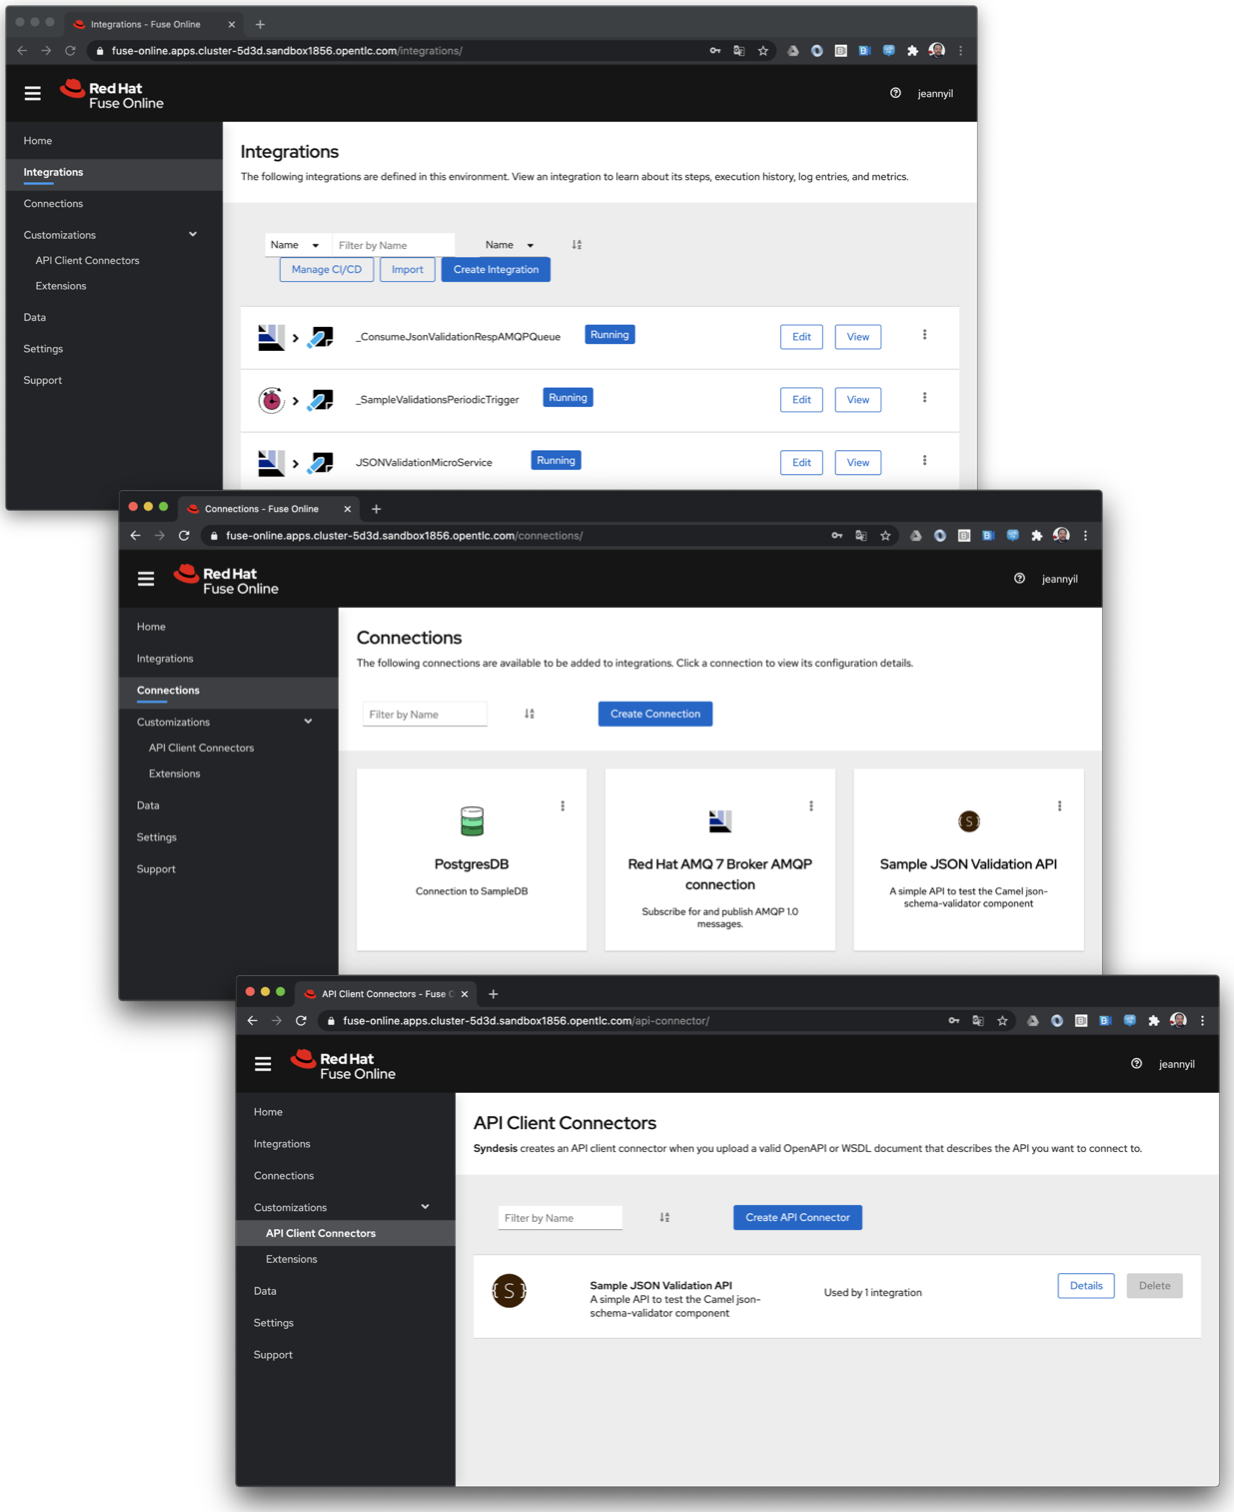 Integrations - Fuse Online
fuse-online.apps.cluster-5d3d.sandbox1856.opentlc.com/integrations/
Red Hat
Fuse Online
jeannyil
Home
Integrations
Connections
Customizations
API Client Connectors
Extensions
Data
Settings
Support
Integrations
The following integrations are defined in this environment. View an integration to learn about its steps, execution history, log entries, and metrics.
Name Filter by Name Name
Manage CI/CD Import Create Integration
_ConsumeJsonValidationRespAMQPQueue Running Edit View
_SampleValidationsPeriodicTrigger Running Edit View
JSONValidationMicroService Running Edit View
Connections - Fuse Online
fuse-online.apps.cluster-5d3d.sandbox1856.opentlc.com/connections/
Red Hat
Fuse Online
jeannyil
Home
Integrations
Connections
Customizations
API Client Connectors
Extensions
Data
Settings
Support
Connections
The following connections are available to be added to integrations. Click a connection to view its configuration details.
Filter by Name Create Connection
PostgresDB
Connection to SampleDB
Red Hat AMQ 7 Broker AMQP
connection
Subscribe for and publish AMQP 1.0
messages.
{S}
Sample JSON Validation API
A simple API to test the Camel json-
schema-validator component
API Client Connectors - Fuse
fuse-online.apps.cluster-5d3d.sandbox1856.opentlc.com/api-connector/
Red Hat
Fuse Online
jeannyil
Home
Integrations
Connections
Customizations
API Client Connectors
Extensions
Data
Settings
Support
API Client Connectors
Syndesis creates an API client connector when you upload a valid OpenAPI or WSDL document that describes the API you want to connect to.
Filter by Name Create API Connector
{S}
Sample JSON Validation API
A simple API to test the Camel json-
schema-validator component
Used by 1 integration
Details Delete